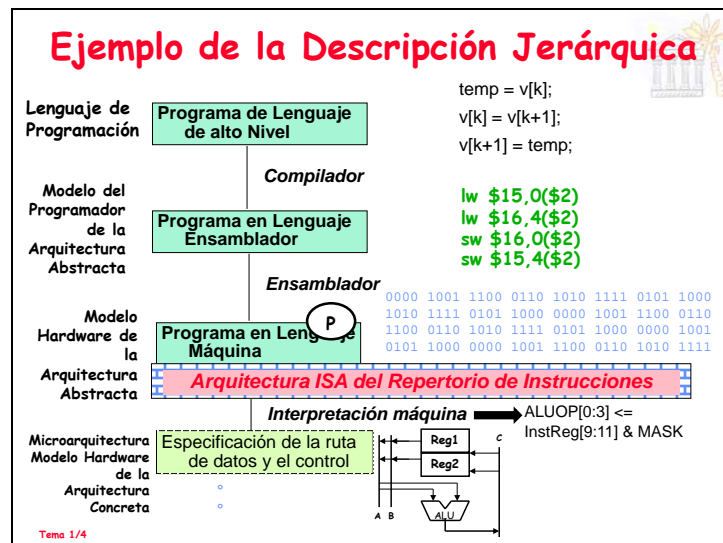 Ejemplo de la Descripción Jerárquica
Lenguaje de
Programación
Programa de Lenguaje
de alto Nivel
temp = v[k];
v[k] = v[k+1];
v[k+1] = temp;
Compilador
Modelo del
Programador
de la
Arquitectura
Abstracta
Programa en Lenguaje
Ensamblador
lw $15,0($2)
lw $16,4($2)
sw $16,0($2)
sw $15,4($2)
Ensamblador
0000 1001 1100 0110 1010 1111 0101 1000
1010 1111 0101 1000 0000 1001 1100 0110
1100 0110 1010 1111 0101 1000 0000 1001
0101 1000 0000 1001 1100 0110 1010 1111
Modelo
Hardware de
la
Arquitectura
Abstracta
P
Programa en Lenguaje
Máquina
Arquitectura ISA del Repertorio de Instrucciones
Interpretación máquina
ALUOP[0:3] <=
InstReg[9:11] & MASK
Microarquitectura
Modelo Hardware
de la
Arquitectura
Concreta
Especificación de la ruta
de datos y el control
Reg1
Reg2
C
A B
ALU
Tema 1/4